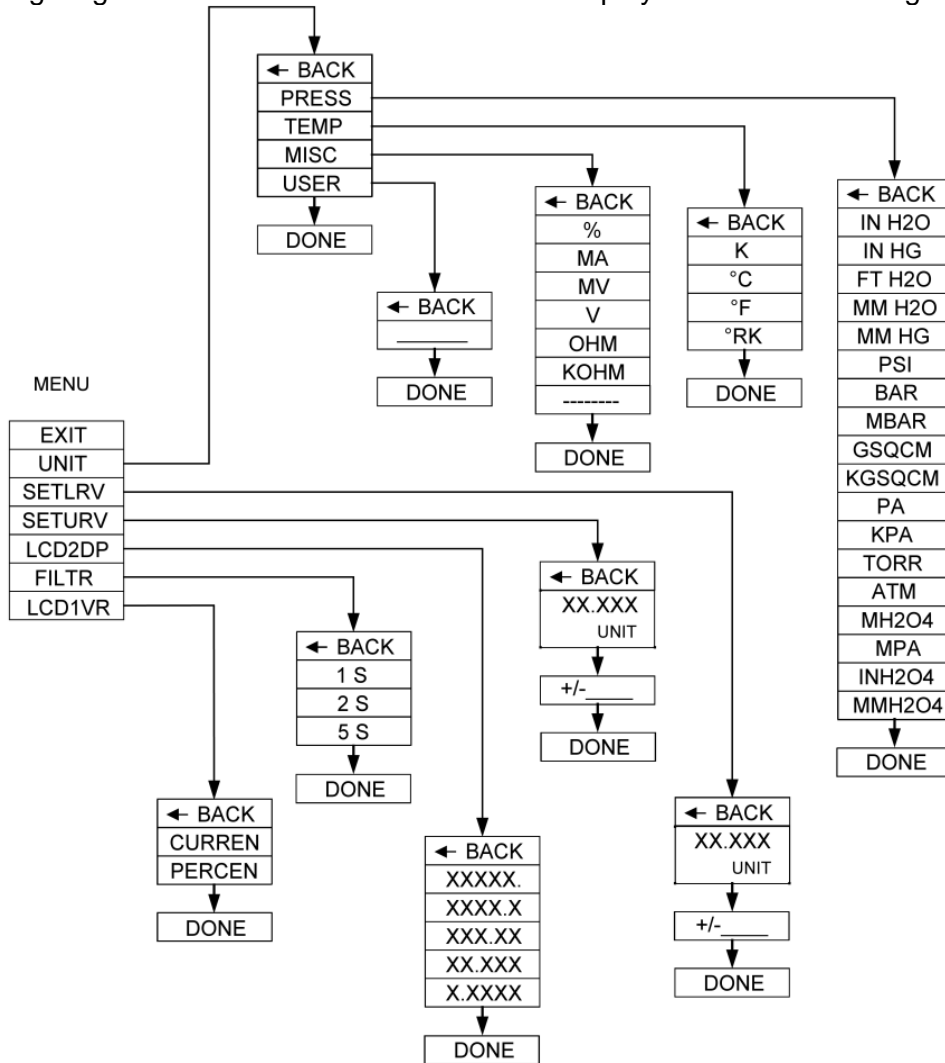 ← BACK
PRESS
TEMP
MISC
USER
DONE
← BACK
DONE
← BACK
%
MA
MV
V
OHM
KOHM
--------
DONE
← BACK
K
°C
°F
°RK
DONE
← BACK
IN H2O
IN HG
FT H2O
MM H2O
MM HG
PSI
BAR
MBAR
GSQCM
KGSQCM
PA
KPA
TORR
ATM
MH2O4
MPA
INH2O4
MMH2O4
DONE
MENU
EXIT
UNIT
SETLRV
SETURV
LCD2DP
FILTR
LCD1VR
← BACK
CURREN
PERCEN
DONE
← BACK
1 S
2 S
5 S
DONE
← BACK
XXXXX.
XXXX.X
XXX.XX
XX.XXX
X.XXXX
DONE
← BACK
XX.XXX
UNIT
+/-____
DONE
← BACK
XX.XXX
UNIT
+/-____
DONE